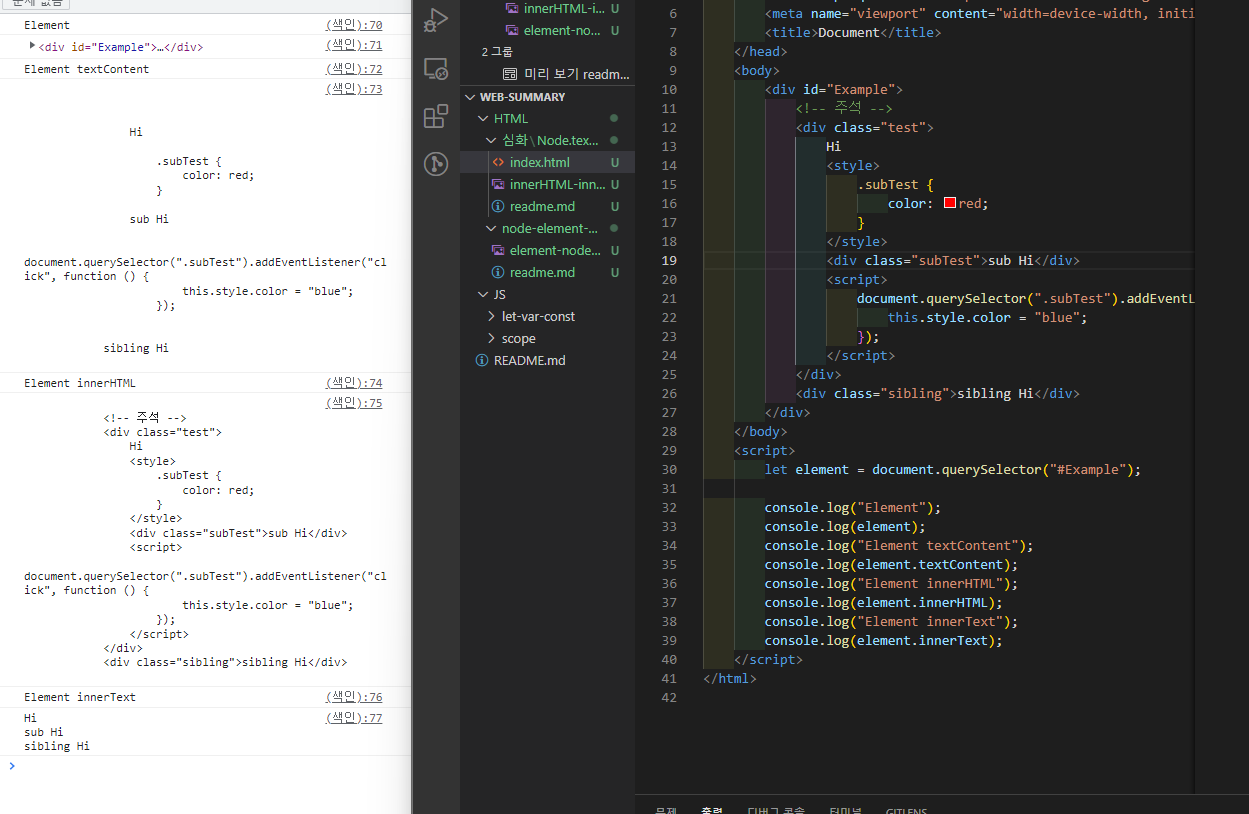 Element (색인):70
<div id="Example">…</div> (색인):71
Element textContent (색인):72
(색인):73
Hi
.subTest {
color: red;
}
sub Hi
document.querySelector(".subTest").addEventListener("cl
ick", function () {
this.style.color = "blue";
});
sibling Hi
Element innerHTML (색인):74
(색인):75
<!-- 주석 -->
<div class="test">
Hi
<style>
.subTest {
color: red;
}
</style>
<div class="subTest">sub Hi</div>
<script>
document.querySelector(".subTest").addEventListener("cl
ick", function () {
this.style.color = "blue";
});
</script>
</div>
<div class="sibling">sibling Hi</div>
Element innerText (색인):76
Hi (색인):77
sub Hi
sibling Hi
innerHTML-i... U
element-no... U
2 그룹
미리 보기 readm...
WEB-SUMMARY
HTML
심화\Node.tex...
index.html U
innerHTML-inn... U
readme.md U
node-element-...
element-node... U
readme.md U
JS
let-var-const
scope
README.md
6 <meta name="viewport" content="width=device-width, initi
7 <title>Document</title>
8 </head>
9 <body>
10 <div id="Example">
11 <!-- 주석 -->
12 <div class="test">
13 Hi
14 <style>
15 .subTest {
16 color: red;
17 }
18 </style>
19 <div class="subTest">sub Hi</div>
20 <script>
21 document.querySelector(".subTest").addEventL
22 this.style.color = "blue";
23 });
24 </script>
25 </div>
26 <div class="sibling">sibling Hi</div>
27 </div>
28 </body>
29 <script>
30 let element = document.querySelector("#Example");
31
32 console.log("Element");
33 console.log(element);
34 console.log("Element textContent");
35 console.log(element.textContent);
36 console.log("Element innerHTML");
37 console.log(element.innerHTML);
38 console.log("Element innerText");
39 console.log(element.innerText);
40 </script>
41 </html>
42
문제 출력 디버그 콘솔 터미널 GITLENS